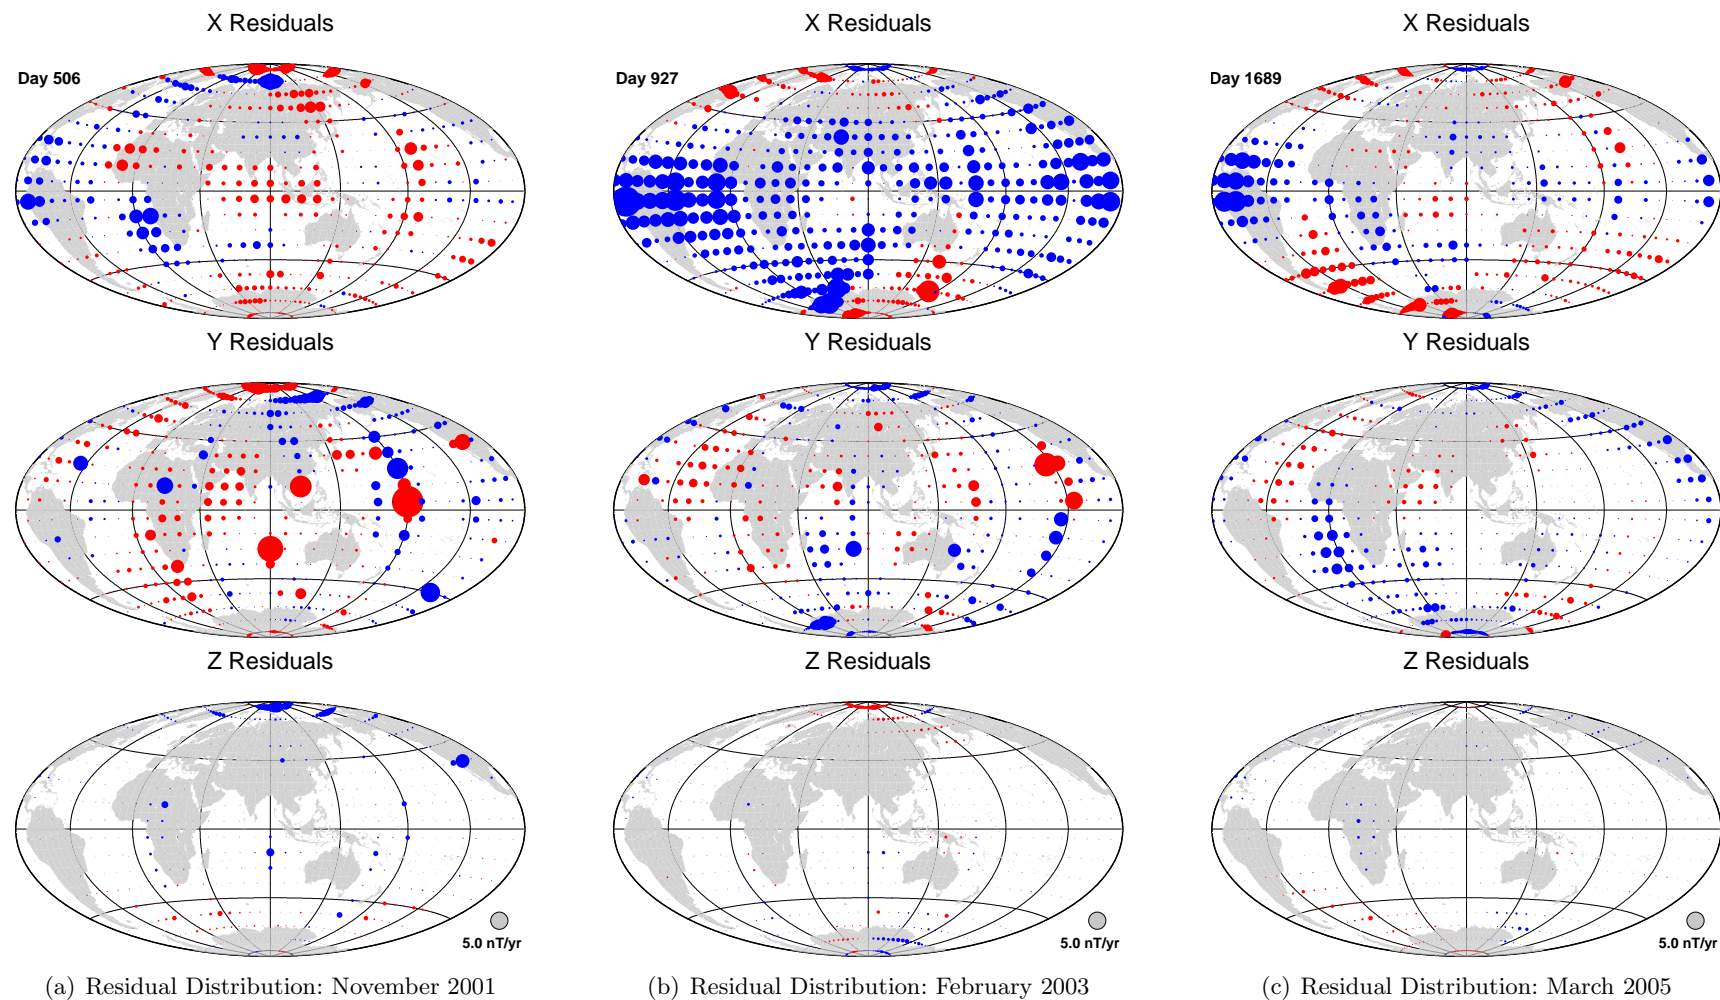 X Residuals
X Residuals
X Residuals
Day 506
Day 927
Day 1689
Y Residuals
Y Residuals
Y Residuals
Z Residuals
Z Residuals
Z Residuals
5.0 nT/yr
5.0 nT/yr
5.0 nT/yr
(a) Residual Distribution: November 2001
(b) Residual Distribution: February 2003
(c) Residual Distribution: March 2005